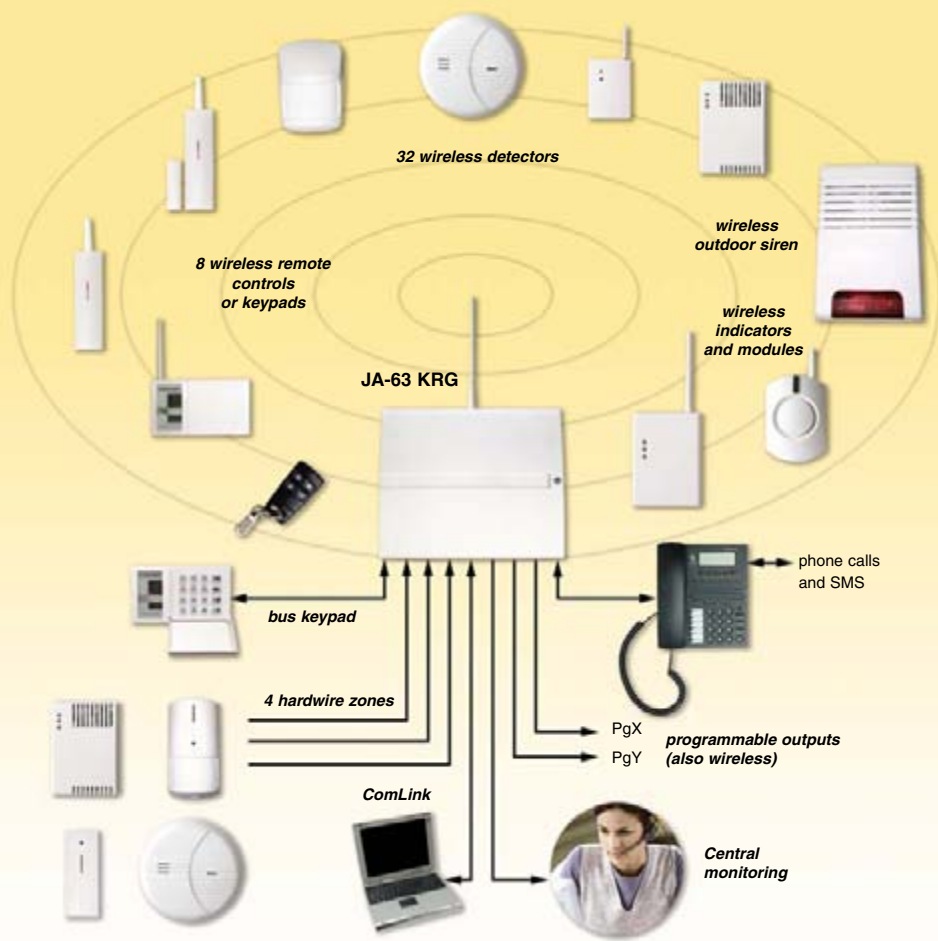 32 wireless detectors
wireless
outdoor siren
8 wireless remote
controls
or keypads
wireless
indicators
and modules
JA-63 KRG
phone calls
and SMS
bus keypad
4 hardwire zones
PgX
PgY
programmable outputs
(also wireless)
ComLink
Central
monitoring